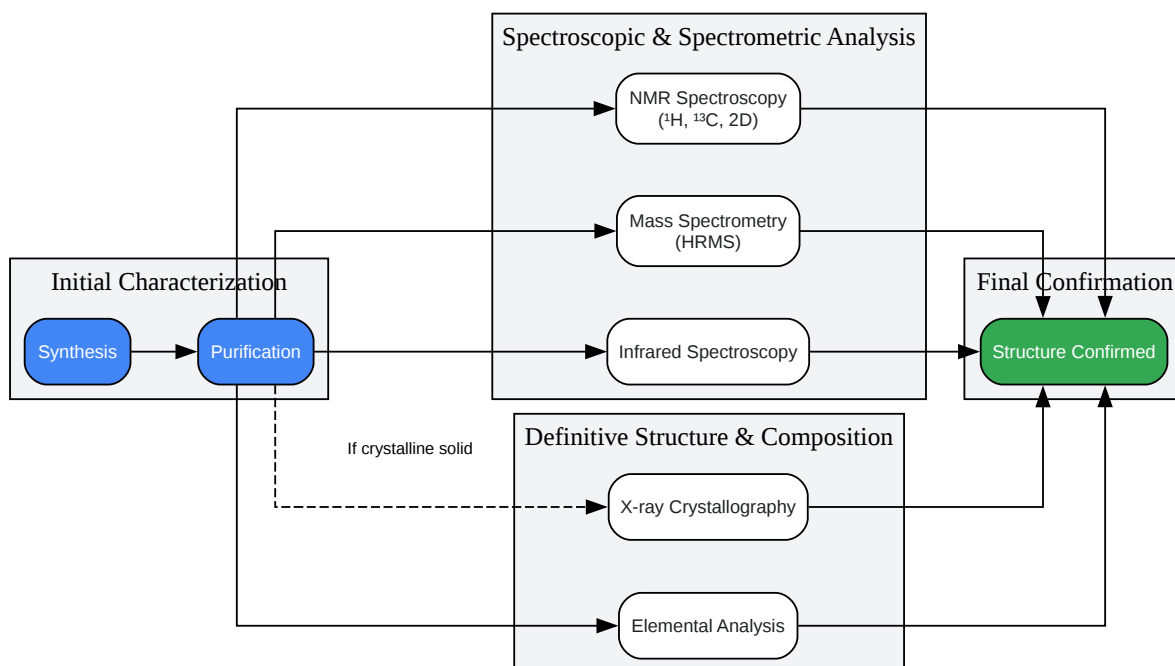 Spectroscopic & Spectrometric Analysis
NMR Spectroscopy
(¹H, ¹³C, 2D)
Mass Spectrometry
(HRMS)
Initial Characterization
Final Confirmation
Synthesis
Purification
Infrared Spectroscopy
Structure Confirmed
Definitive Structure & Composition
If crystalline solid
X-ray Crystallography
Elemental Analysis